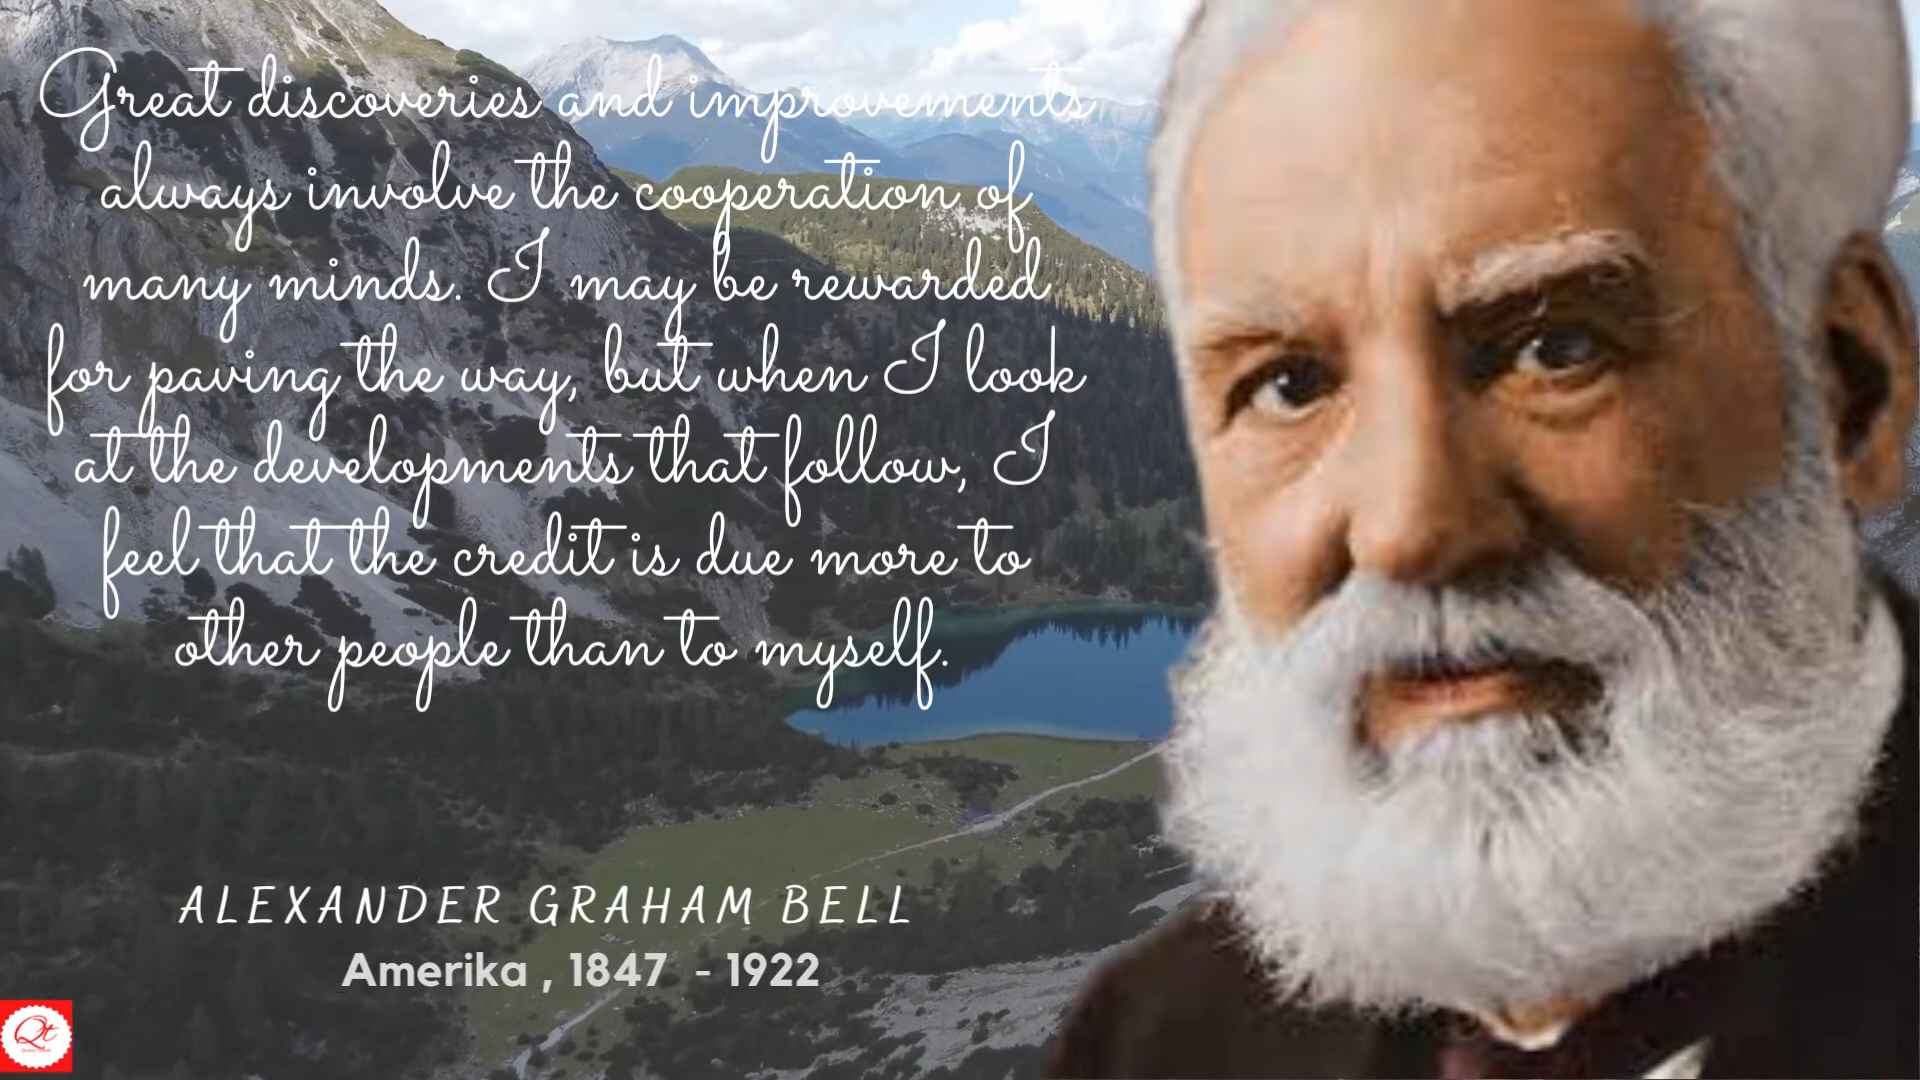 Great discoveries and improvements
always involve the cooperation of
many minds. I may be rewarded
for paving the way, but when I look
at the developments that follow, I
feel that the credit is due more to
other people than to myself.
ALEXANDER GRAHAM BELL
Amerika , 1847 - 1922
Qt